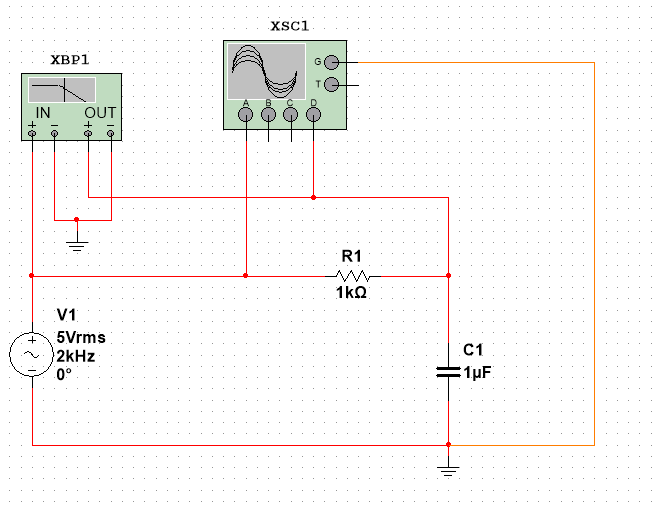 XSC1
XBP1
G
T
A B C D
IN OUT
+ − + −
R1
1kΩ
V1
5Vrms
2kHz
0°
+
~
−
C1
1µF